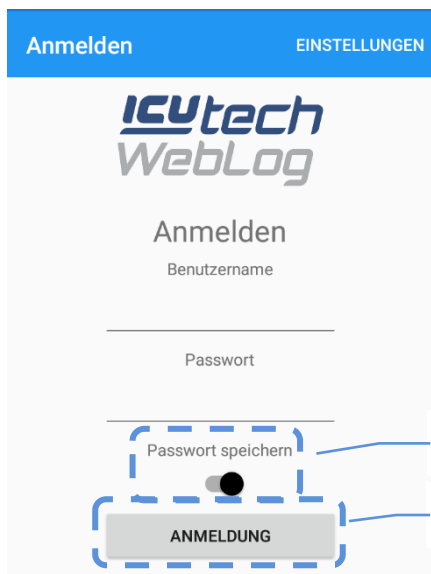 Anmelden
EINSTELLUNGEN
ICUtech
WebLog
Anmelden
Benutzername
Passwort
Passwort speichern
ANMELDUNG